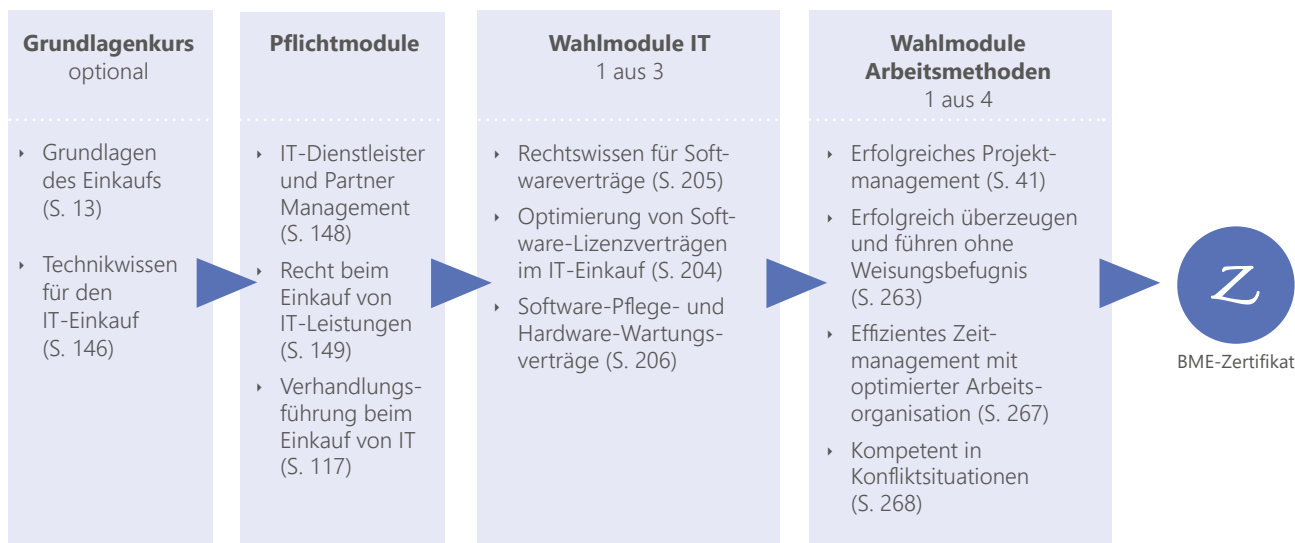 Grundlagenkurs
optional
Grundlagen
des Einkaufs
(S. 13)
Technikwissen
für den
IT-Einkauf
(S. 146)
Pflichtmodule
IT-Dienstleister
und Partner
Management
(S. 148)
Recht beim
Einkauf von
IT-Leistungen
(S. 149)
Verhandlungs-
führung beim
Einkauf von IT
(S. 117)
Wahlmodule IT
1 aus 3
Rechtswissen für Soft-
wareverträge (S. 205)
Optimierung von Soft-
ware-Lizenzverträgen
im IT-Einkauf (S. 204)
Software-Pflege- und
Hardware-Wartungs-
verträge (S. 206)
Wahlmodule
Arbeitsmethoden
1 aus 4
Erfolgreiches Projekt-
management (S. 41)
Erfolgreich überzeugen
und führen ohne
Weisungsbefugnis
(S. 263)
Effizientes Zeit-
management mit
optimierter Arbeits-
organisation (S. 267)
Kompetent in
Konfliktsituationen
(S. 268)
Z
BME-Zertifikat